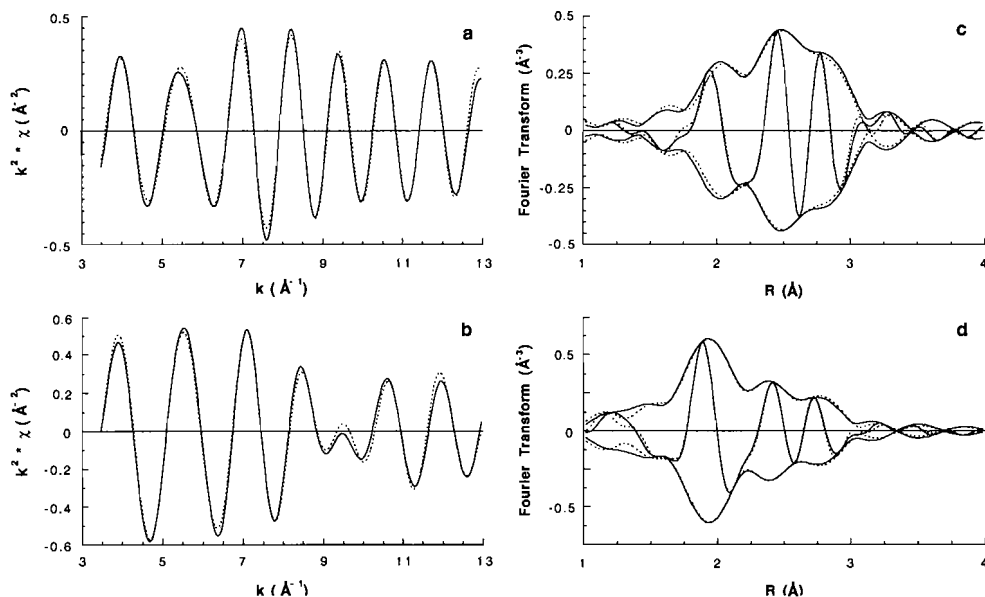 a
k² * χ (Å⁻²)
0.5
0
-0.5
3 5 7 9 11 13
k (Å⁻¹)
c
Fourier Transform (Å⁻³)
0.5
0.25
0
-0.25
-0.5
1 2 3 4
R (Å)
b
k² * χ (Å⁻²)
0.6
0.4
0.2
0
-0.2
-0.4
-0.6
3 5 7 9 11 13
k (Å⁻¹)
d
Fourier Transform (Å⁻³)
0.5
0
-0.5
1 2 3 4
R (Å)